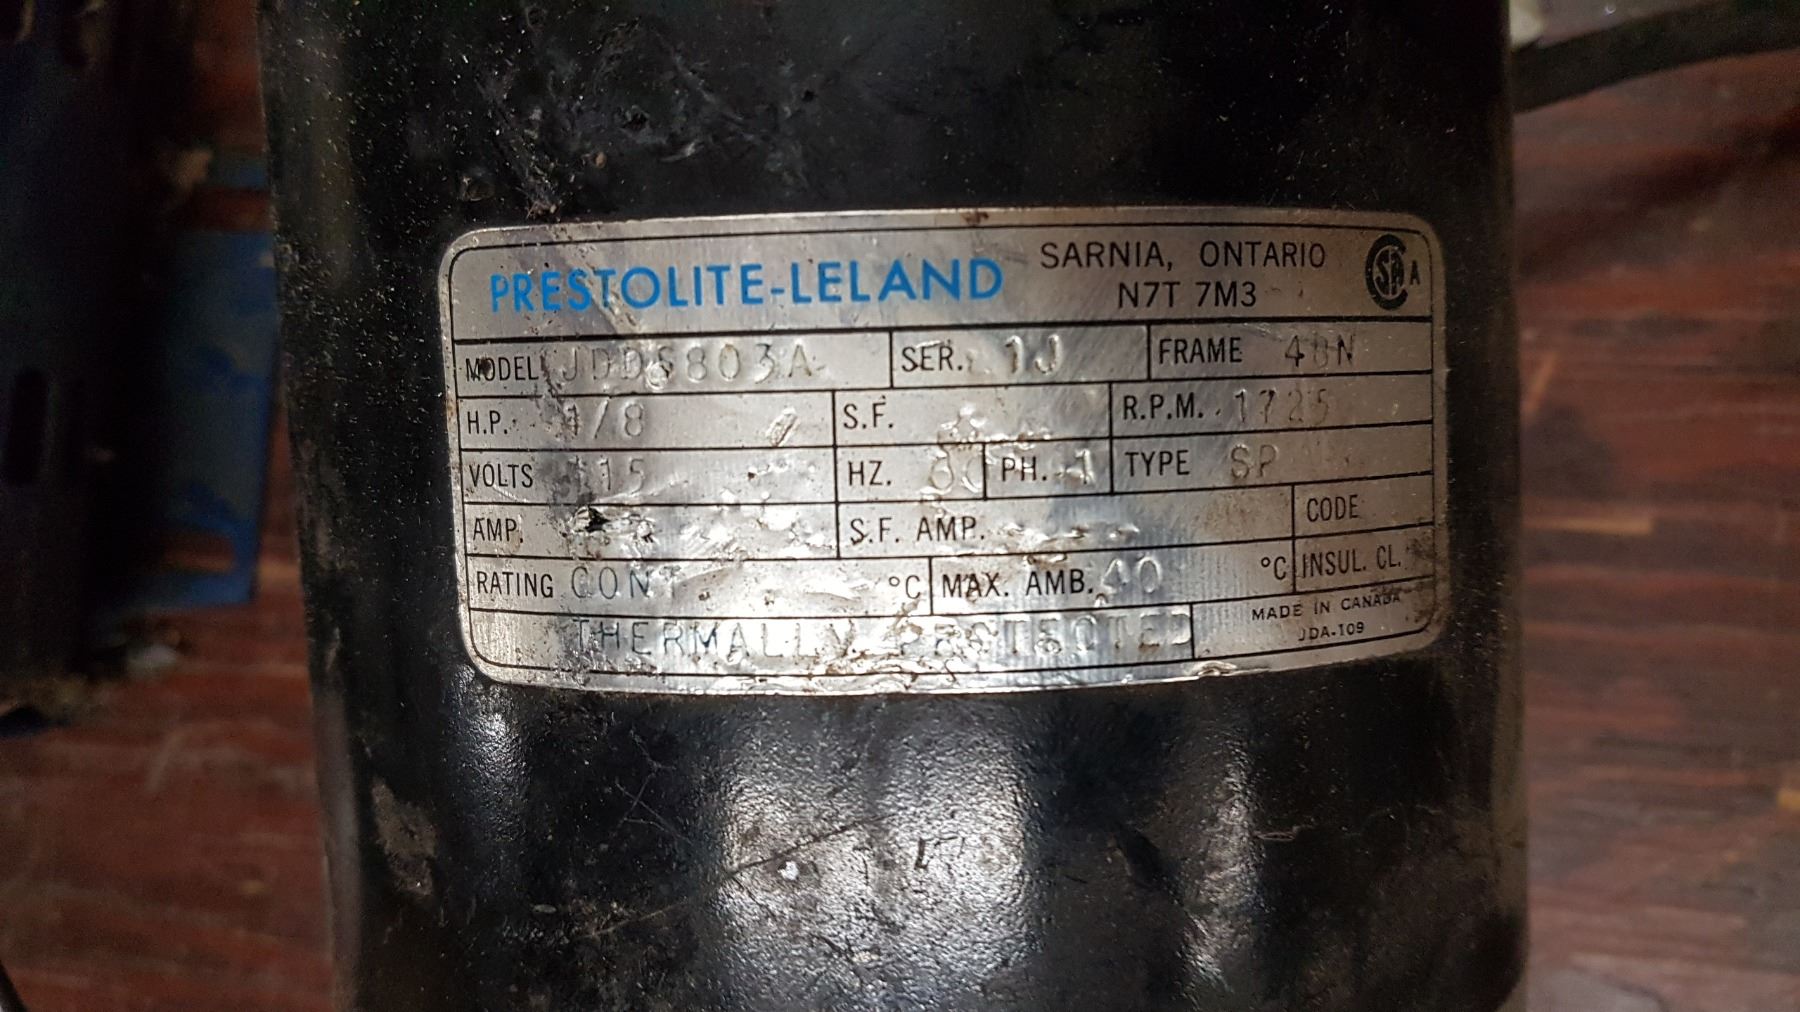 PRESTOLITE-LELAND SARNIA, ONTARIO
N7T 7M3
CSA
MODEL JDDS803A SER. 1J FRAME 48N
H.P. 1/8 S.F. R.P.M. 1725
VOLTS 115 HZ. 60 PH. 1 TYPE SP
AMP. S.F. AMP. CODE
RATING CONT °C MAX. AMB. 40 °C INSUL. CL.
THERMALLY PROTECTED MADE IN CANADA
JDA-109